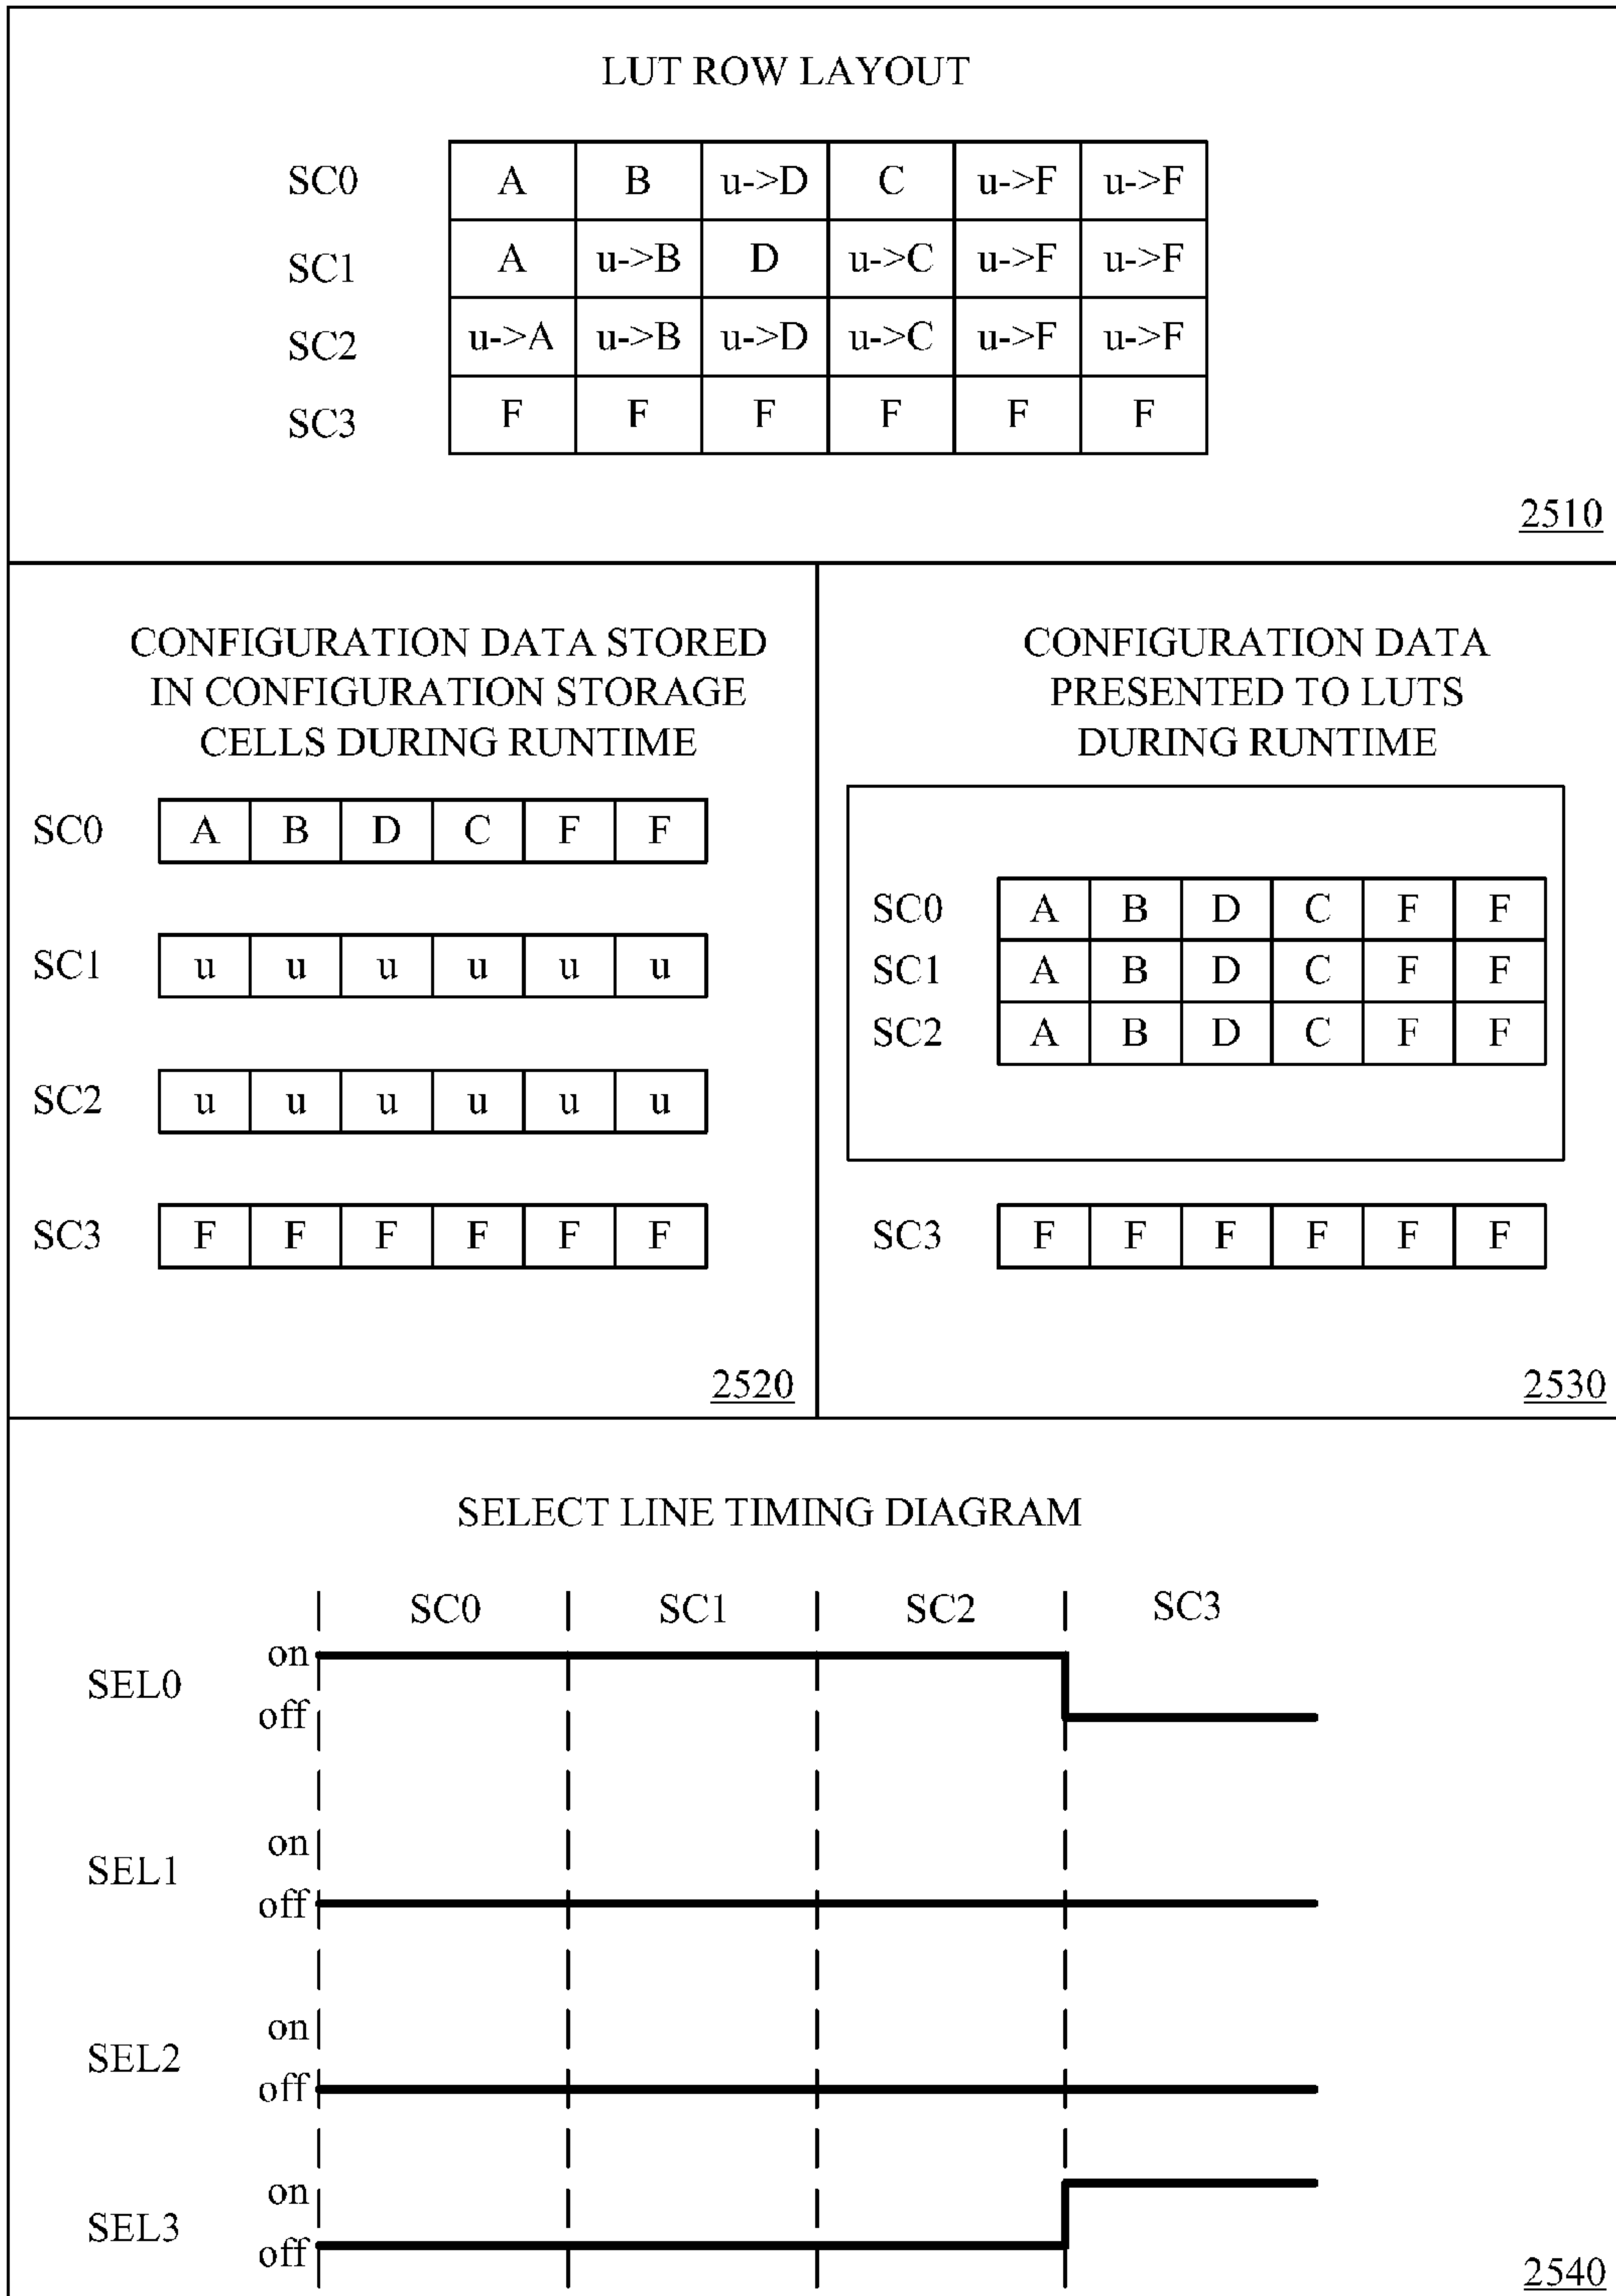 LUT ROW LAYOUT
SC0 A B u->D C u->F u->F
SC1 A u->B D u->C u->F u->F
SC2 u->A u->B u->D u->C u->F u->F
SC3 F F F F F F
2510
CONFIGURATION DATA STORED
IN CONFIGURATION STORAGE
CELLS DURING RUNTIME
SC0 A B D C F F
SC1 u u u u u u
SC2 u u u u u u
SC3 F F F F F F
2520
CONFIGURATION DATA
PRESENTED TO LUTS
DURING RUNTIME
SC0 A B D C F F
SC1 A B D C F F
SC2 A B D C F F
SC3 F F F F F F
2530
SELECT LINE TIMING DIAGRAM
SC0 SC1 SC2 SC3
on
SEL0
off
on
SEL1
off
on
SEL2
off
on
SEL3
off
2540